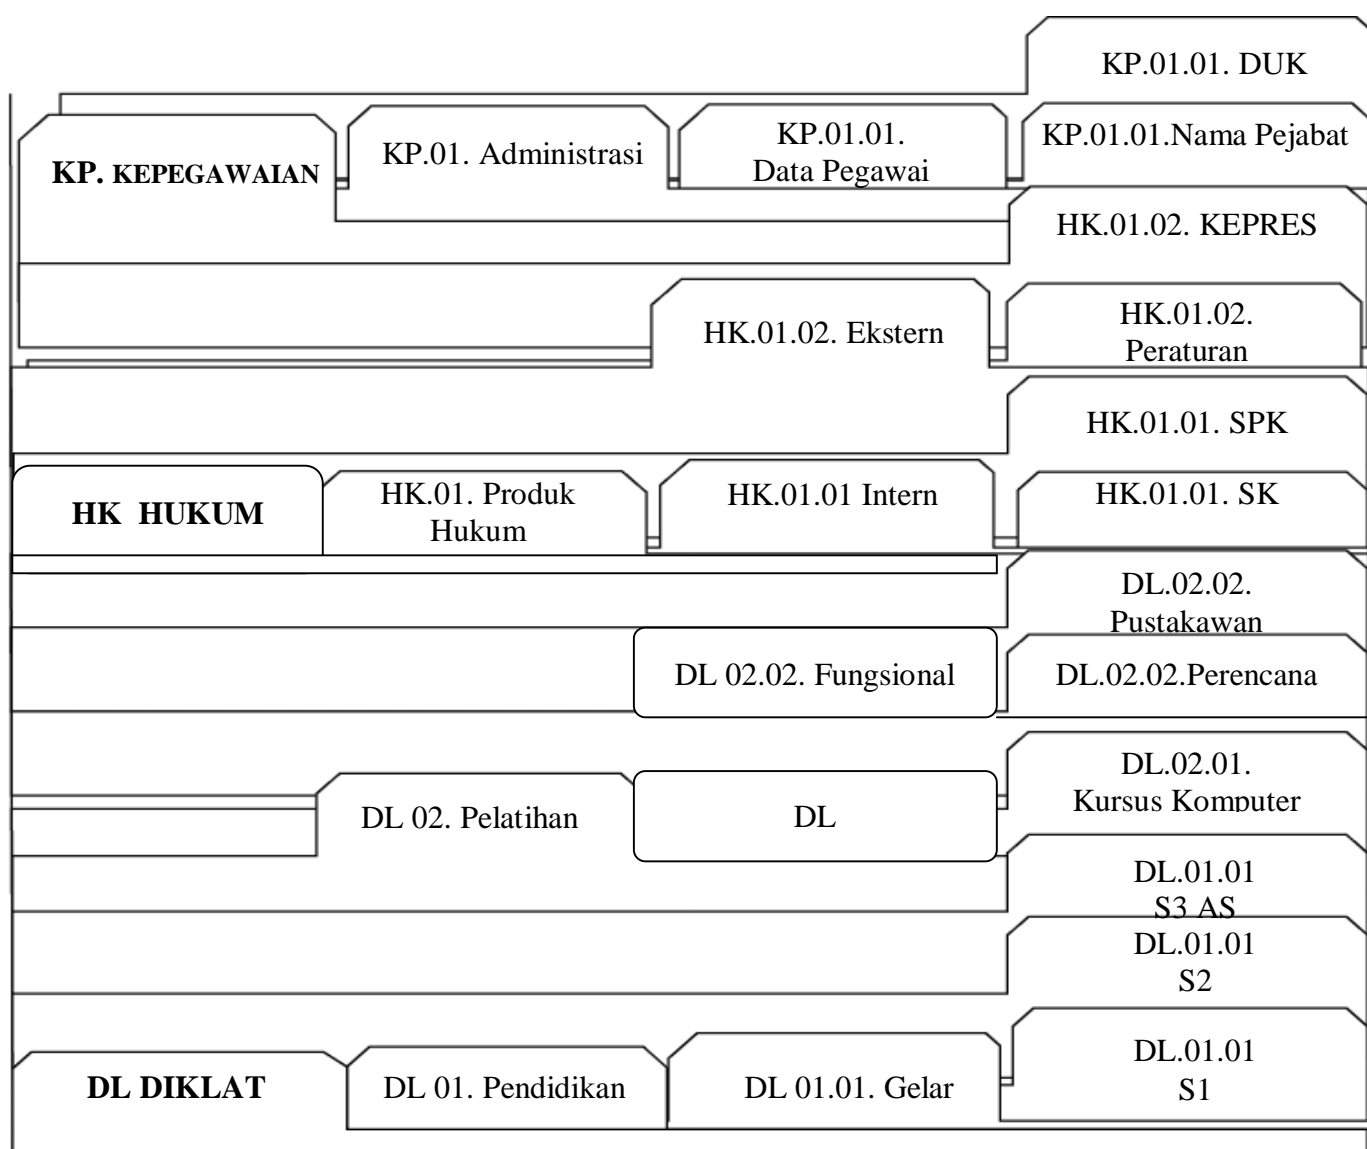 KP.01.01. DUK
KP. KEPEGAWAIAN
KP.01. Administrasi
KP.01.01.
Data Pegawai
KP.01.01.Nama Pejabat
HK.01.02. KEPRES
HK.01.02. Ekstern
HK.01.02.
Peraturan
HK.01.01. SPK
HK HUKUM
HK.01. Produk
Hukum
HK.01.01 Intern
HK.01.01. SK
DL.02.02.
Pustakawan
DL 02.02. Fungsional
DL.02.02.Perencana
DL.02.01.
Kursus Komputer
DL 02. Pelatihan
DL
DL.01.01
S3 AS
DL.01.01
S2
DL DIKLAT
DL 01. Pendidikan
DL 01.01. Gelar
DL.01.01
S1